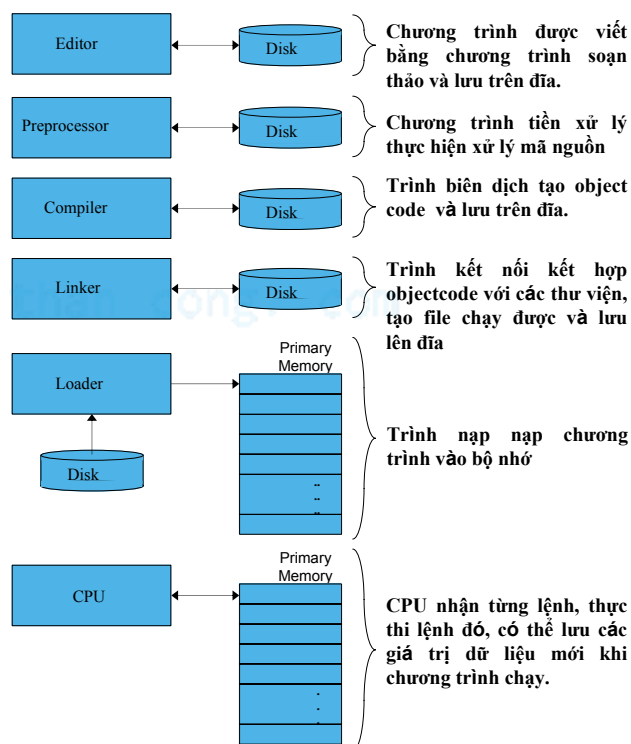 Editor
Disk
Chương trình được viết
bằng chương trình soạn
thảo và lưu trên đĩa.
Preprocessor
Disk
Chương trình tiền xử lý
thực hiện xử lý mã nguồn
Compiler
Disk
Trình biên dịch tạo object
code và lưu trên đĩa.
Linker
Disk
Trình kết nối kết hợp
objectcode với các thư viện,
tạo file chạy được và lưu
lên đĩa
Loader
Disk
Primary
Memory
Trình nạp nạp chương
trình vào bộ nhớ
CPU
Primary
Memory
CPU nhận từng lệnh, thực
thi lệnh đó, có thể lưu các
giá trị dữ liệu mới khi
chương trình chạy.